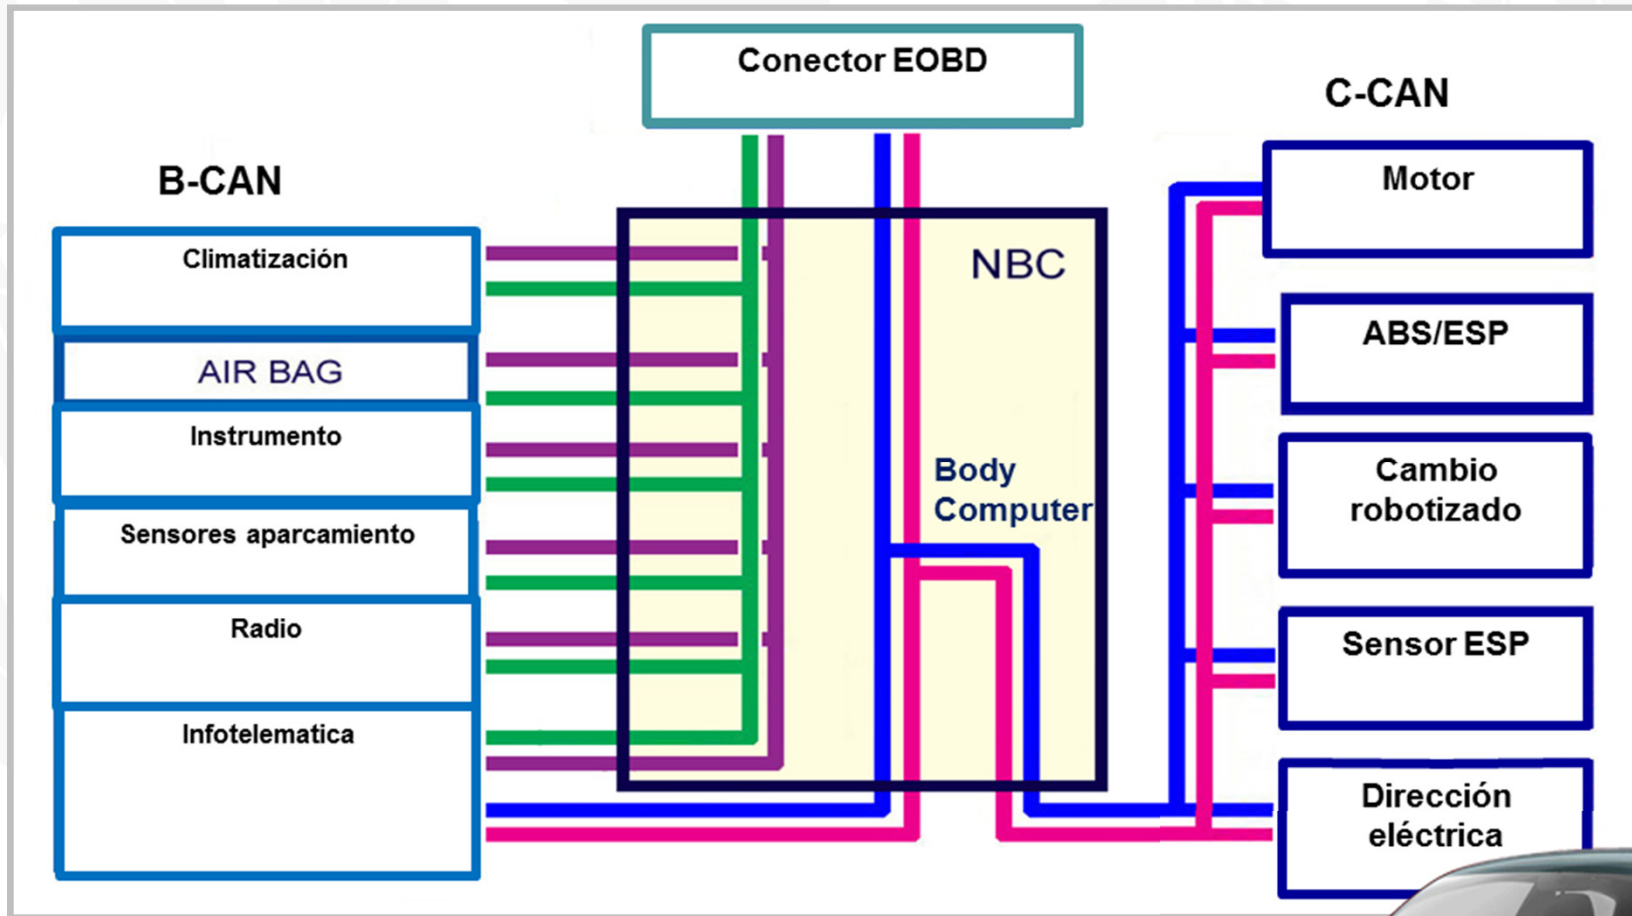 Conector EOBD
C-CAN
B-CAN
Motor
Climatización
NBC
ABS/ESP
AIR BAG
Instrumento
Body
Computer
Cambio
robotizado
Sensores aparcamiento
Radio
Sensor ESP
Infotelematica
Dirección
eléctrica